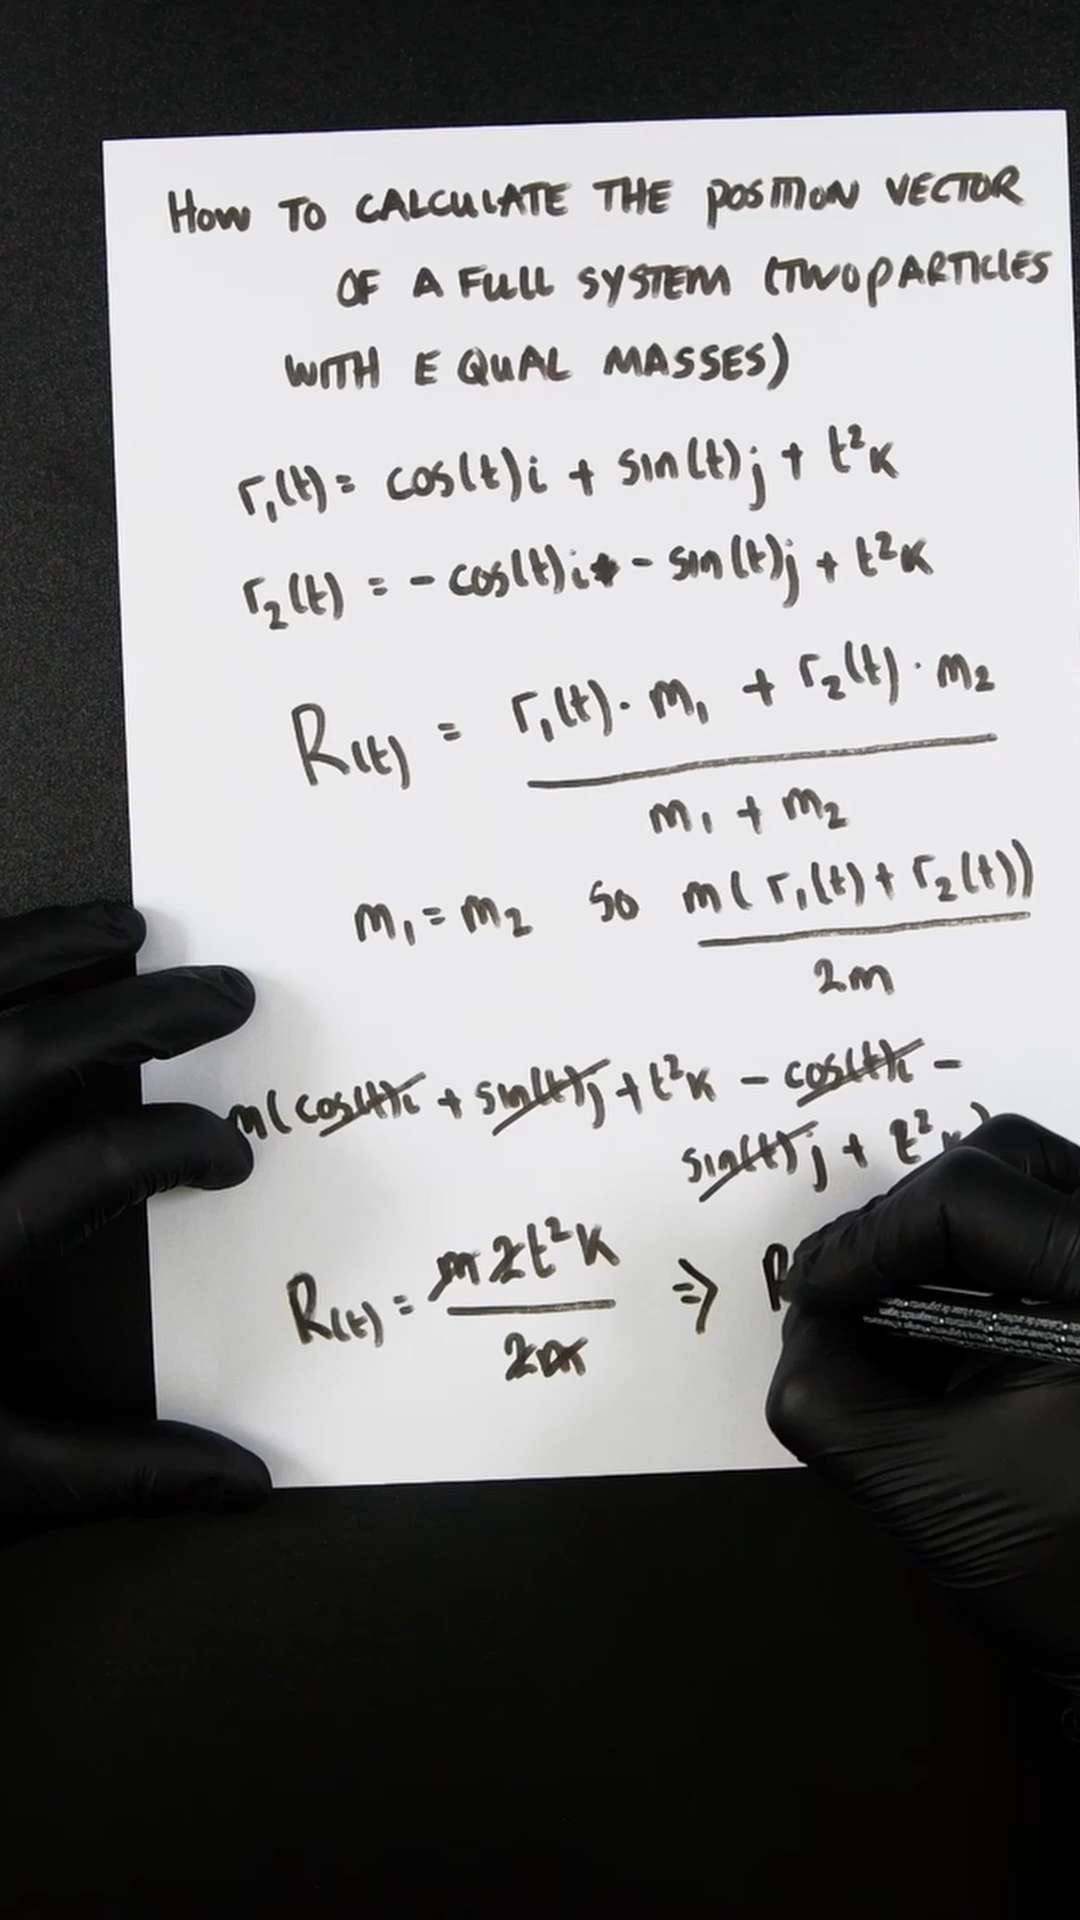 HOW TO CALCULATE THE POSITION VECTOR
OF A FULL SYSTEM (TWO PARTICLES
WITH EQUAL MASSES)
r₁(t) = cos(t)i + sin(t)j + t²k
r₂(t) = - cos(t)i - sin(t)j + t²k
R(t) = r₁(t) · m₁ + r₂(t) · m₂
m₁ + m₂
m₁ = m₂ so m(r₁(t) + r₂(t))
2m
m(cos(t)i + sin(t)j + t²k - cos(t)i -
sin(t)j + t²
R(t) = m2t²k ⇒ R
2m